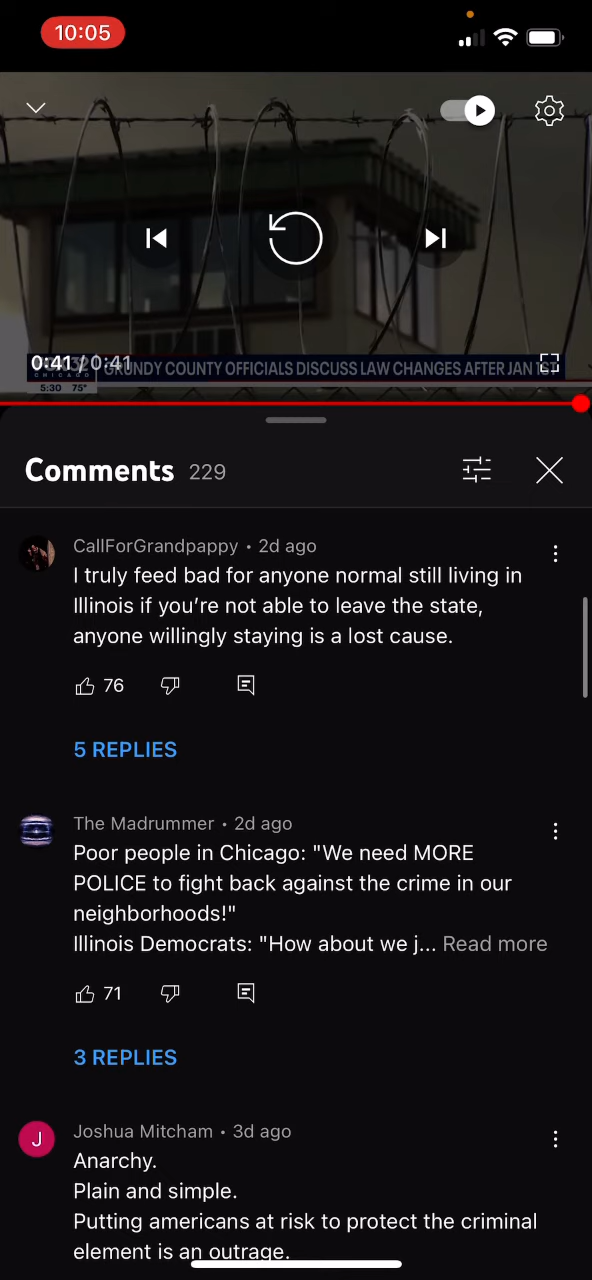 10:05
0:41 / 0:41
GRUNDY COUNTY OFFICIALS DISCUSS LAW CHANGES AFTER JAN 1ST
CHICAGO
5:30 75°
Comments 229
CallForGrandpappy • 2d ago
I truly feed bad for anyone normal still living in
Illinois if you're not able to leave the state,
anyone willingly staying is a lost cause.
76
5 REPLIES
The Madrummer • 2d ago
Poor people in Chicago: "We need MORE
POLICE to fight back against the crime in our
neighborhoods!"
Illinois Democrats: "How about we j... Read more
71
3 REPLIES
J
Joshua Mitcham • 3d ago
Anarchy.
Plain and simple.
Putting americans at risk to protect the criminal
element is an outrage.